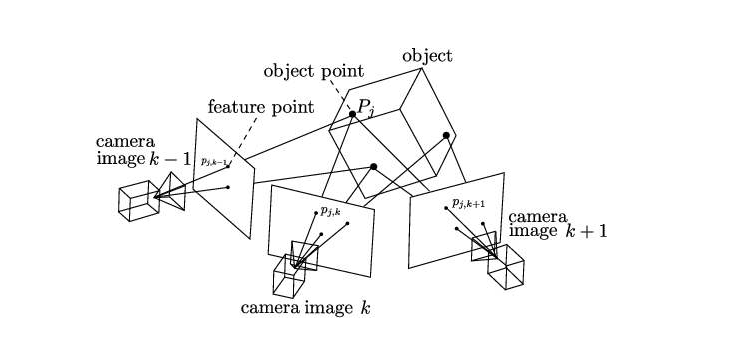 object
object point
P_j
feature point
camera
image k − 1
p_{j,k-1}
p_{j,k}
p_{j,k+1}
camera
image k + 1
camera image k